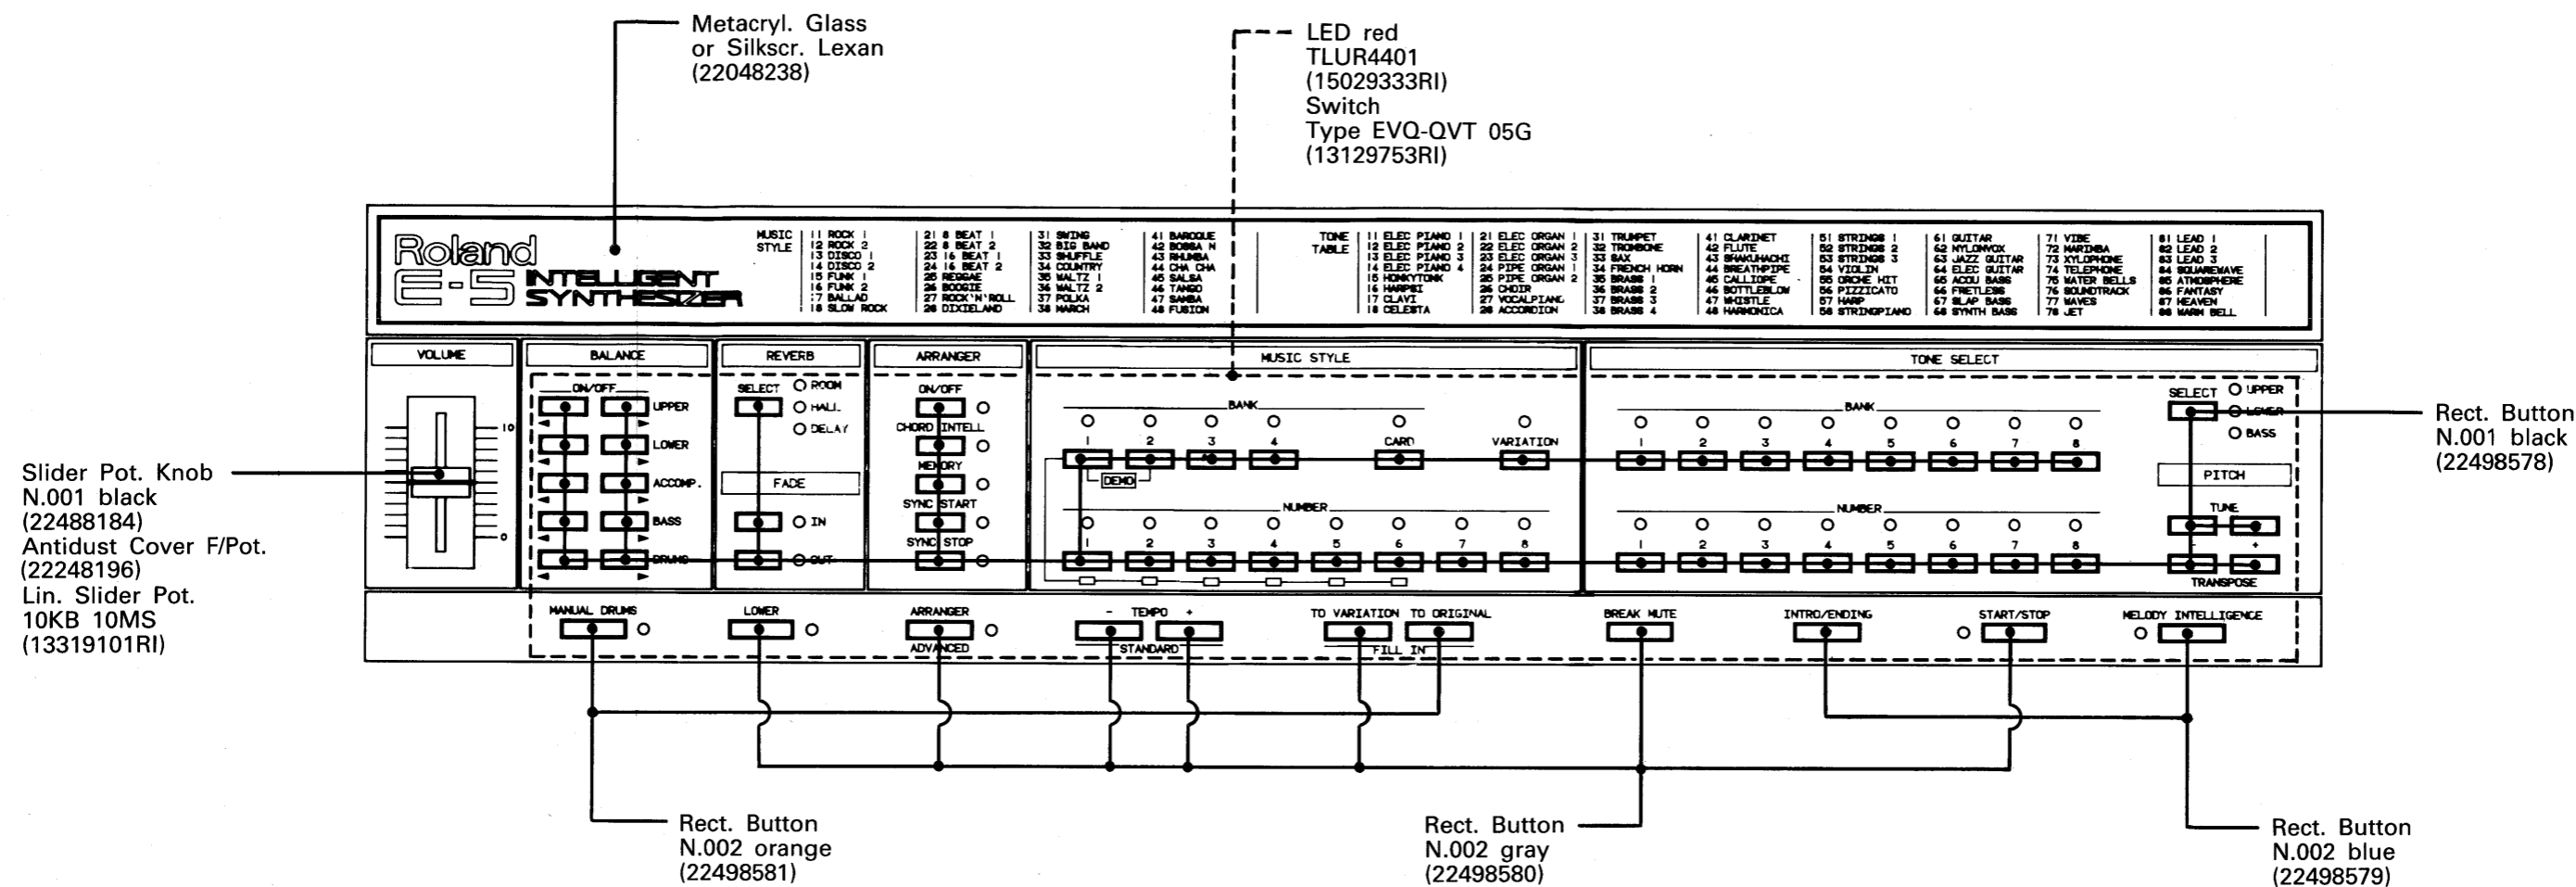 Metacryl. Glass
or Silkscr. Lexan
(22048238)
LED red
TLUR4401
(15029333RI)
Switch
Type EVQ-QVT 05G
(13129753RI)
Roland
E-5 INTELLIGENT
SYNTHESIZER
MUSIC
STYLE
11 ROCK 1
12 ROCK 2
13 DISCO 1
14 DISCO 2
15 FUNK 1
16 FUNK 2
17 BALLAD
18 SLOW ROCK
21 8 BEAT 1
22 8 BEAT 2
23 16 BEAT 1
24 16 BEAT 2
25 REGGAE
26 BOOGIE
27 ROCK'N'ROLL
28 DIXIELAND
31 SWING
32 BIG BAND
33 SHUFFLE
34 COUNTRY
35 WALTZ 1
36 WALTZ 2
37 POLKA
38 MARCH
41 BAROQUE
42 BOSSA N
43 RHUMBA
44 CHA CHA
45 SALSA
46 TANGO
47 SAMBA
48 FUSION
TONE
TABLE
11 ELEC PIANO 1
12 ELEC PIANO 2
13 ELEC PIANO 3
14 ELEC PIANO 4
15 HONKYTONK
16 HARPSI
17 CLAVI
18 CELESTA
21 ELEC ORGAN 1
22 ELEC ORGAN 2
23 ELEC ORGAN 3
24 PIPE ORGAN 1
25 PIPE ORGAN 2
26 CHOIR
27 VOCALPIANO
28 ACCORDION
31 TRUMPET
32 TROMBONE
33 SAX
34 FRENCH HORN
35 BRASS 1
36 BRASS 2
37 BRASS 3
38 BRASS 4
41 CLARINET
42 FLUTE
43 SHAKUHACHI
44 BREATHPIPE
45 CALLIOPE
46 BOTTLEBLOW
47 WHISTLE
48 HARMONICA
51 STRINGS 1
52 STRINGS 2
53 STRINGS 3
54 VIOLIN
55 ORCHE HIT
56 PIZZICATO
57 HARP
58 STRINGPIANO
61 GUITAR
62 NYLONVOX
63 JAZZ GUITAR
64 ELEC GUITAR
65 ACOU BASS
66 FRETLESS
67 SLAP BASS
68 SYNTH BASS
71 VIBE
72 MARIMBA
73 XYLOPHONE
74 TELEPHONE
75 WATER BELLS
76 SOUNDTRACK
77 WAVES
78 JET
81 LEAD 1
82 LEAD 2
83 LEAD 3
84 SQUAREWAVE
85 ATMOSPHERE
86 FANTASY
87 HEAVEN
88 WARM BELL
VOLUME
BALANCE
REVERB
ARRANGER
MUSIC STYLE
TONE SELECT
10
0
ON/OFF
UPPER
LOWER
ACCOMP.
BASS
DRUMS
SELECT
ROOM
HALL
DELAY
FADE
IN
OUT
ON/OFF
CHORD INTELL
MEMORY
SYNC START
SYNC STOP
BANK
1 2 3 4 CARD VARIATION
DEMO
NUMBER
1 2 3 4 5 6 7 8
BANK
1 2 3 4 5 6 7 8
NUMBER
1 2 3 4 5 6 7 8
SELECT
UPPER
LOWER
BASS
PITCH
TUNE
- +
TRANSPOSE
MANUAL DRUMS
LOWER
ARRANGER
ADVANCED
- TEMPO +
STANDARD
TO VARIATION TO ORIGINAL
FILL IN
BREAK MUTE
INTRO/ENDING
START/STOP
MELODY INTELLIGENCE
Slider Pot. Knob
N.001 black
(22488184)
Antidust Cover F/Pot.
(22248196)
Lin. Slider Pot.
10KB 10MS
(13319101RI)
Rect. Button
N.001 black
(22498578)
Rect. Button
N.002 orange
(22498581)
Rect. Button
N.002 gray
(22498580)
Rect. Button
N.002 blue
(22498579)